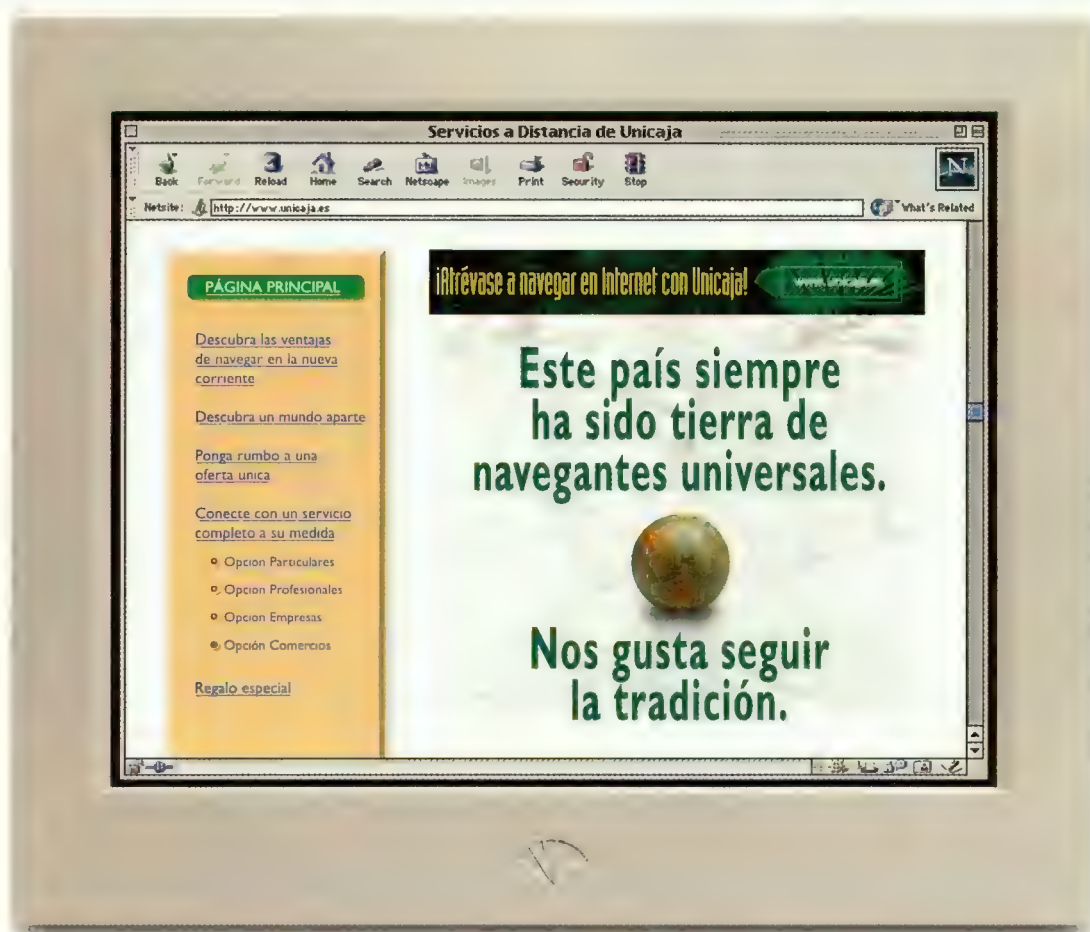 Servicios a Distancia de Unicaja
Back Forward Reload Home Search Netscape Images Print Security Stop
N
Netsite: http://www.unicaja.es What's Related
PÁGINA PRINCIPAL
Descubra las ventajas
de navegar en la nueva
corriente
Descubra un mundo aparte
Ponga rumbo a una
oferta unica
Conecte con un servicio
completo a su medida
Opcion Particulares
Opcion Profesionales
Opcion Empresas
Opción Comercios
Regalo especial
¡Atrévase a navegar en Internet con Unicaja!
Este país siempre
ha sido tierra de
navegantes universales.
Nos gusta seguir
la tradición.